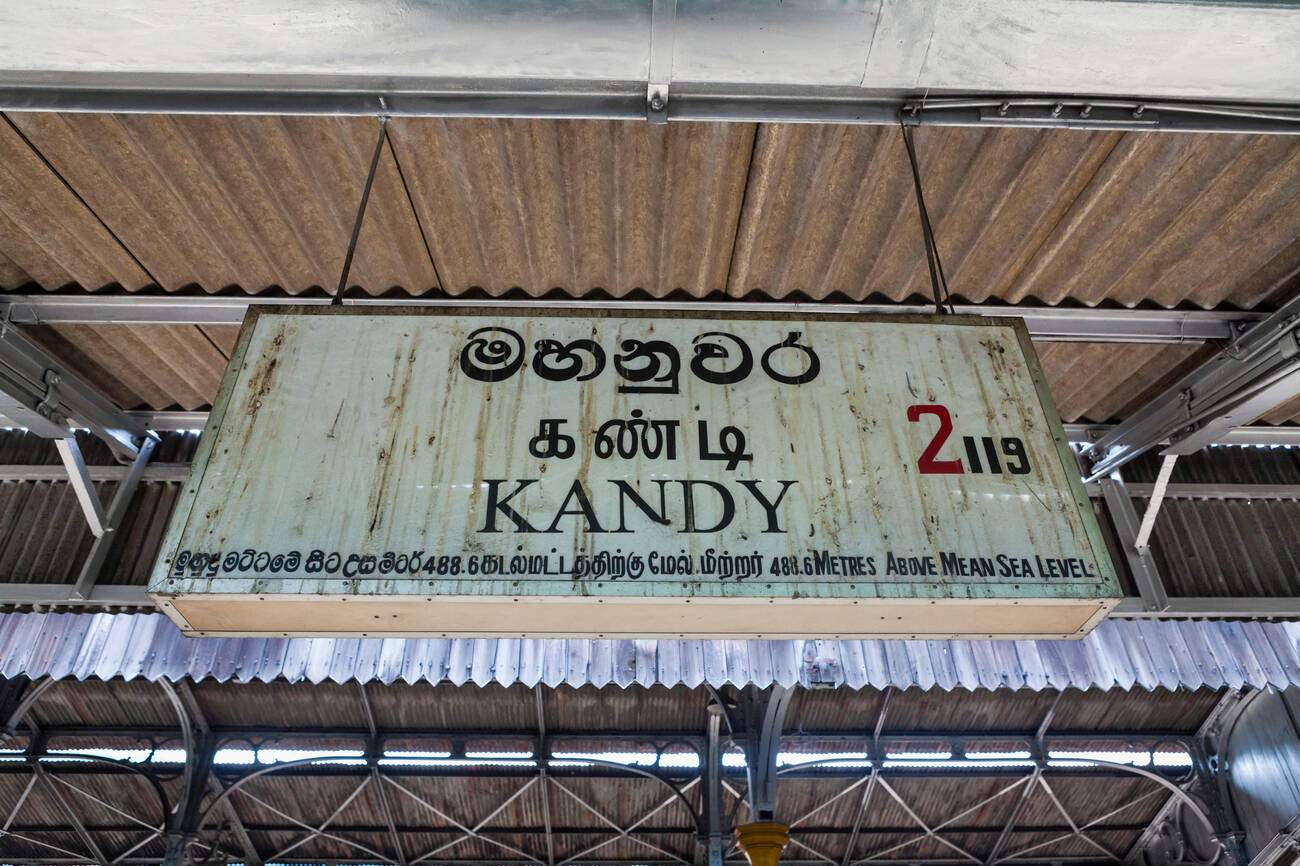 මහනුවර
கண்டி
KANDY
2 119
මුහුදු මට්ටමේ සිට උස මීටර් 488.6 கடல்மட்டத்திற்கு மேல் மீற்றர் 488.6 METRES ABOVE MEAN SEA LEVEL